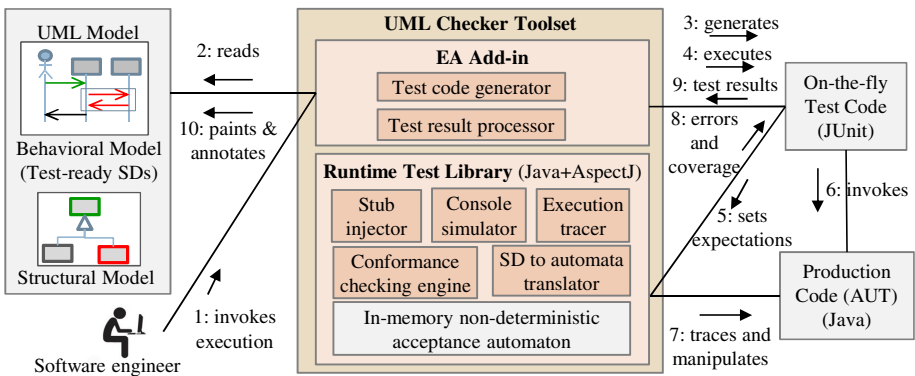 UML Model
Behavioral Model
(Test-ready SDs)
Structural Model
Software engineer
2: reads
10: paints &
annotates
1: invokes
execution
UML Checker Toolset
EA Add-in
Test code generator
Test result processor
Runtime Test Library (Java+AspectJ)
Stub
injector
Console
simulator
Execution
tracer
Conformance
checking engine
SD to automata
translator
In-memory non-deterministic
acceptance automaton
3: generates
4: executes
9: test results
8: errors
and
coverage
5: sets
expectations
6: invokes
7: traces and
manipulates
On-the-fly
Test Code
(JUnit)
Production
Code (AUT)
(Java)